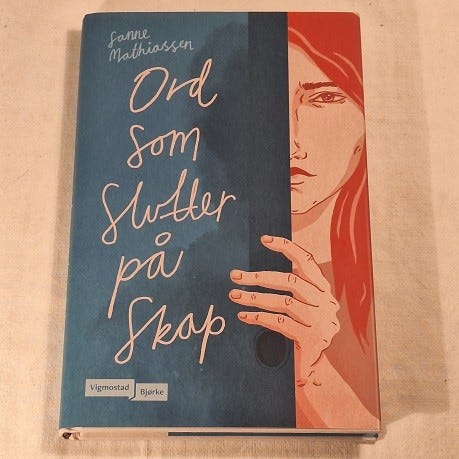 Sanne
Mathiassen
Ord
som
slutter
på
skap
Vigmostad Bjørke